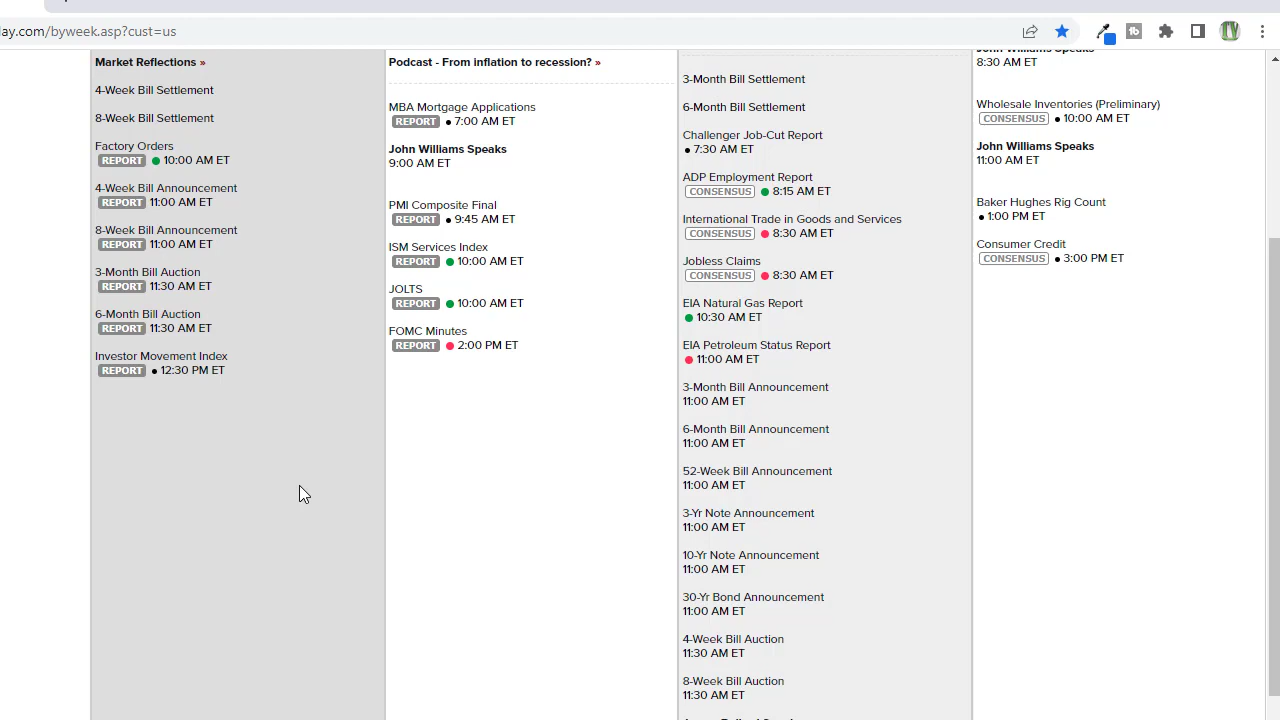 lay.com/byweek.asp?cust=us
Market Reflections »
4-Week Bill Settlement
8-Week Bill Settlement
Factory Orders
REPORT 10:00 AM ET
4-Week Bill Announcement
REPORT 11:00 AM ET
8-Week Bill Announcement
REPORT 11:00 AM ET
3-Month Bill Auction
REPORT 11:30 AM ET
6-Month Bill Auction
REPORT 11:30 AM ET
Investor Movement Index
REPORT 12:30 PM ET
Podcast - From inflation to recession? »
MBA Mortgage Applications
REPORT 7:00 AM ET
John Williams Speaks
9:00 AM ET
PMI Composite Final
REPORT 9:45 AM ET
ISM Services Index
REPORT 10:00 AM ET
JOLTS
REPORT 10:00 AM ET
FOMC Minutes
REPORT 2:00 PM ET
3-Month Bill Settlement
6-Month Bill Settlement
Challenger Job-Cut Report
7:30 AM ET
ADP Employment Report
CONSENSUS 8:15 AM ET
International Trade in Goods and Services
CONSENSUS 8:30 AM ET
Jobless Claims
CONSENSUS 8:30 AM ET
EIA Natural Gas Report
10:30 AM ET
EIA Petroleum Status Report
11:00 AM ET
3-Month Bill Announcement
11:00 AM ET
6-Month Bill Announcement
11:00 AM ET
52-Week Bill Announcement
11:00 AM ET
3-Yr Note Announcement
11:00 AM ET
10-Yr Note Announcement
11:00 AM ET
30-Yr Bond Announcement
11:00 AM ET
4-Week Bill Auction
11:30 AM ET
8-Week Bill Auction
11:30 AM ET
John Williams Speaks
8:30 AM ET
Wholesale Inventories (Preliminary)
CONSENSUS 10:00 AM ET
John Williams Speaks
11:00 AM ET
Baker Hughes Rig Count
1:00 PM ET
Consumer Credit
CONSENSUS 3:00 PM ET